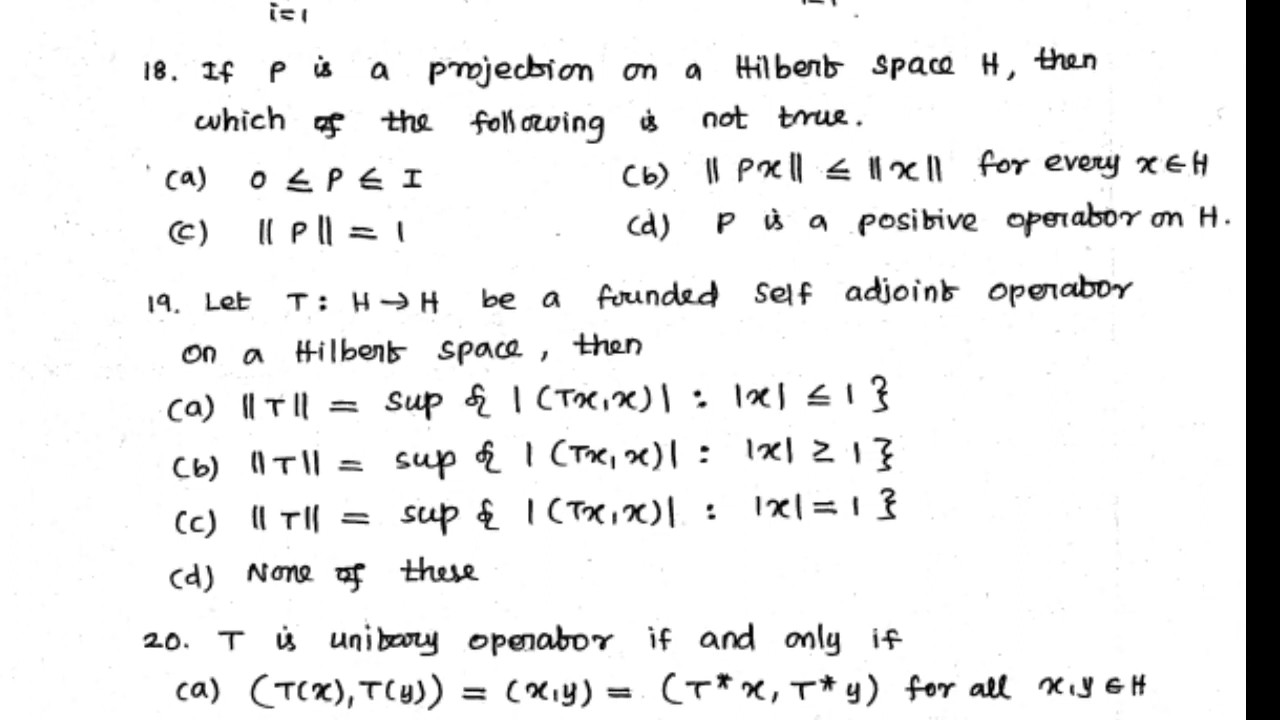 i=1
18. If P is a projection on a Hilbert space H, then
which of the following is not true.
(a) 0 ≤ P ≤ I (b) || Px || ≤ || x || for every x ∈ H
(c) || P || = 1 (d) P is a positive operator on H.
19. Let T : H → H be a founded self adjoint operator
on a Hilbert space, then
(a) || T || = sup { | (Tx,x) | : |x| ≤ 1 }
(b) || T || = sup { | (Tx,x) | : |x| ≥ 1 }
(c) || T || = sup { | (Tx,x) | : |x| = 1 }
(d) None of these
20. T is unitary operator if and only if
(a) (T(x), T(y)) = (x,y) = (T* x, T* y) for all x,y ∈ H